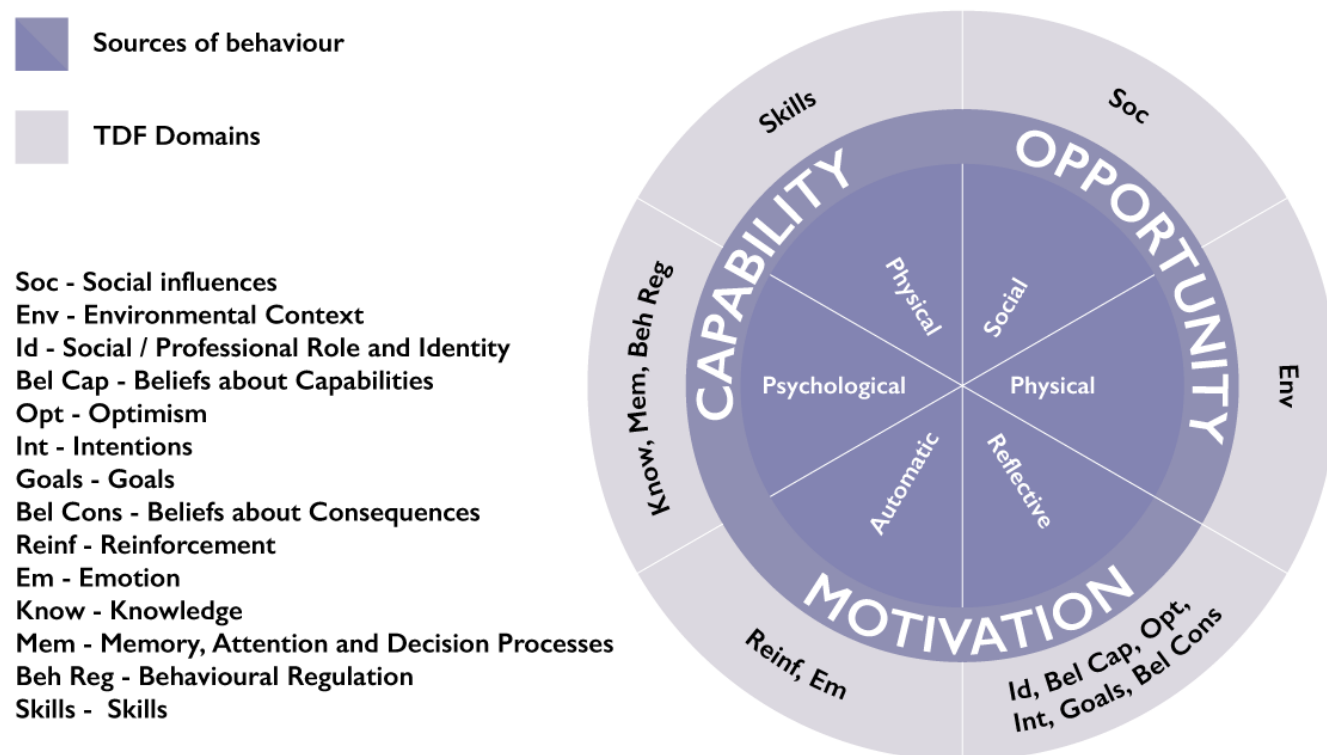 Sources of behaviour
TDF Domains
Soc - Social influences
Env - Environmental Context
Id - Social / Professional Role and Identity
Bel Cap - Beliefs about Capabilities
Opt - Optimism
Int - Intentions
Goals - Goals
Bel Cons - Beliefs about Consequences
Reinf - Reinforcement
Em - Emotion
Know - Knowledge
Mem - Memory, Attention and Decision Processes
Beh Reg - Behavioural Regulation
Skills -  Skills
Skills
Soc
CAPABILITY
OPPORTUNITY
Physical
Social
Know, Mem, Beh Reg
Psychological
Physical
Env
Automatic
Reflective
MOTIVATION
Reinf, Em
Id, Bel Cap, Opt,
Int, Goals, Bel Cons